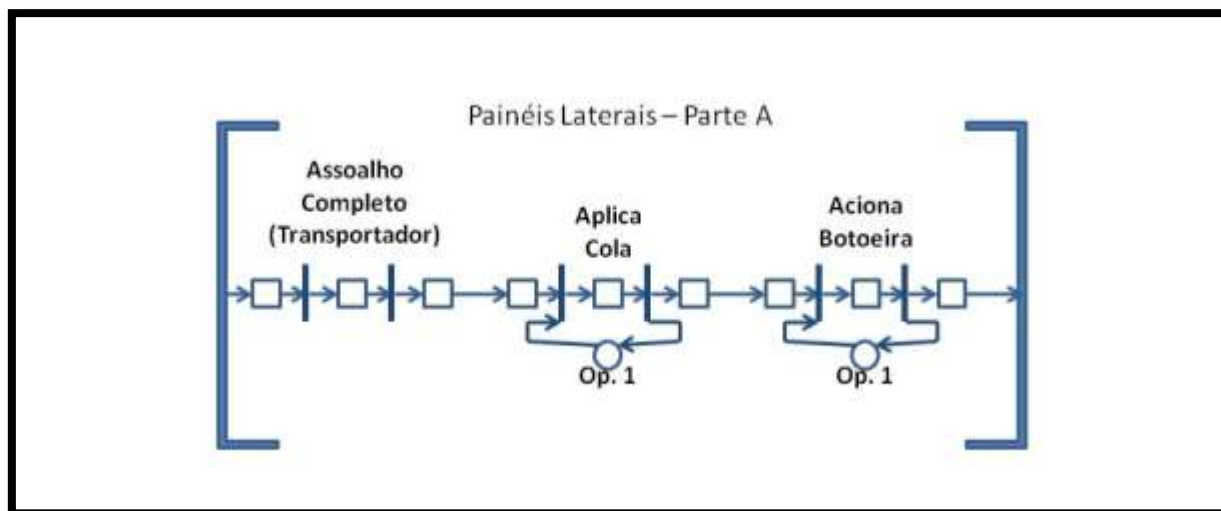 Painéis Laterais – Parte A
Assoalho
Completo
(Transportador)
Aplica
Cola
Aciona
Botoeira
Op. 1
Op. 1